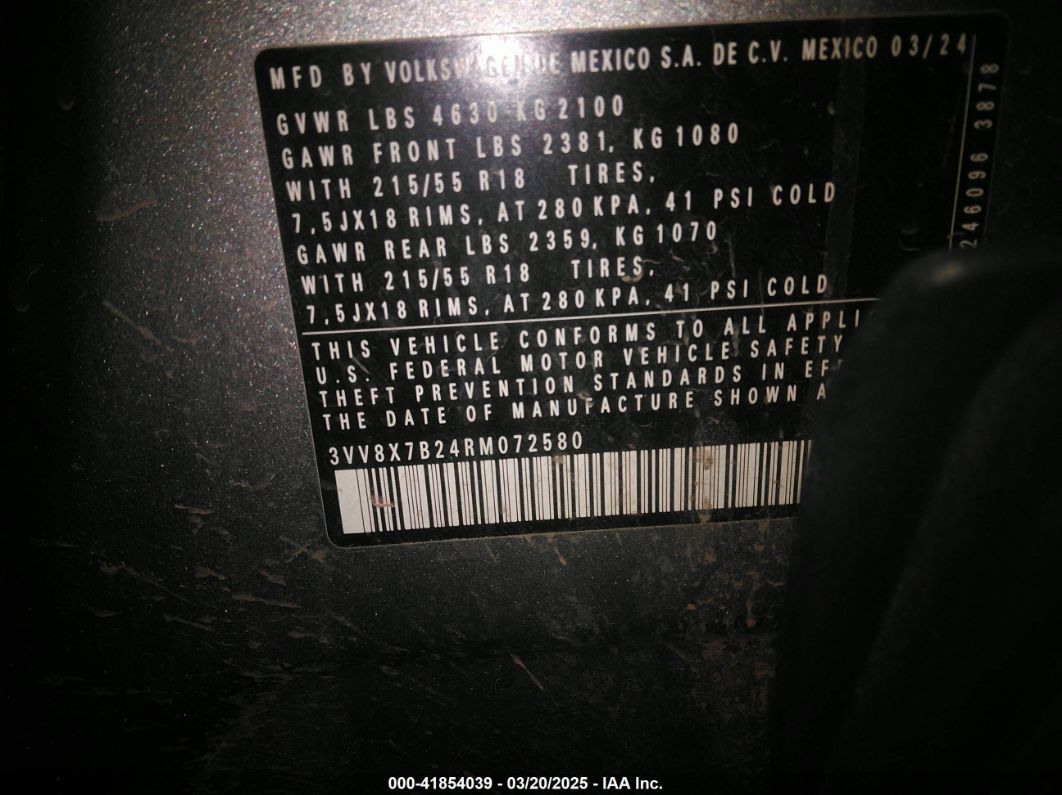 MFD BY VOLKSWAGEN DE MEXICO S.A. DE C.V. MEXICO 03/24
GVWR LBS 4630 KG 2100
GAWR FRONT LBS 2381, KG 1080
WITH 215/55 R18 TIRES,
7,5JX18 RIMS, AT 280 KPA, 41 PSI COLD
GAWR REAR LBS 2359, KG 1070
WITH 215/55 R18 TIRES,
7,5JX18 RIMS, AT 280 KPA, 41 PSI COLD
THIS VEHICLE CONFORMS TO ALL
U.S. FEDERAL MOTOR VEHICLE SAFETY
THEFT PREVENTION STANDARDS IN
THE DATE OF MANUFACTURE SHOWN
3VV8X7B24RM072580
246096 3878
000-41854039 - 03/20/2025 - IAA Inc.